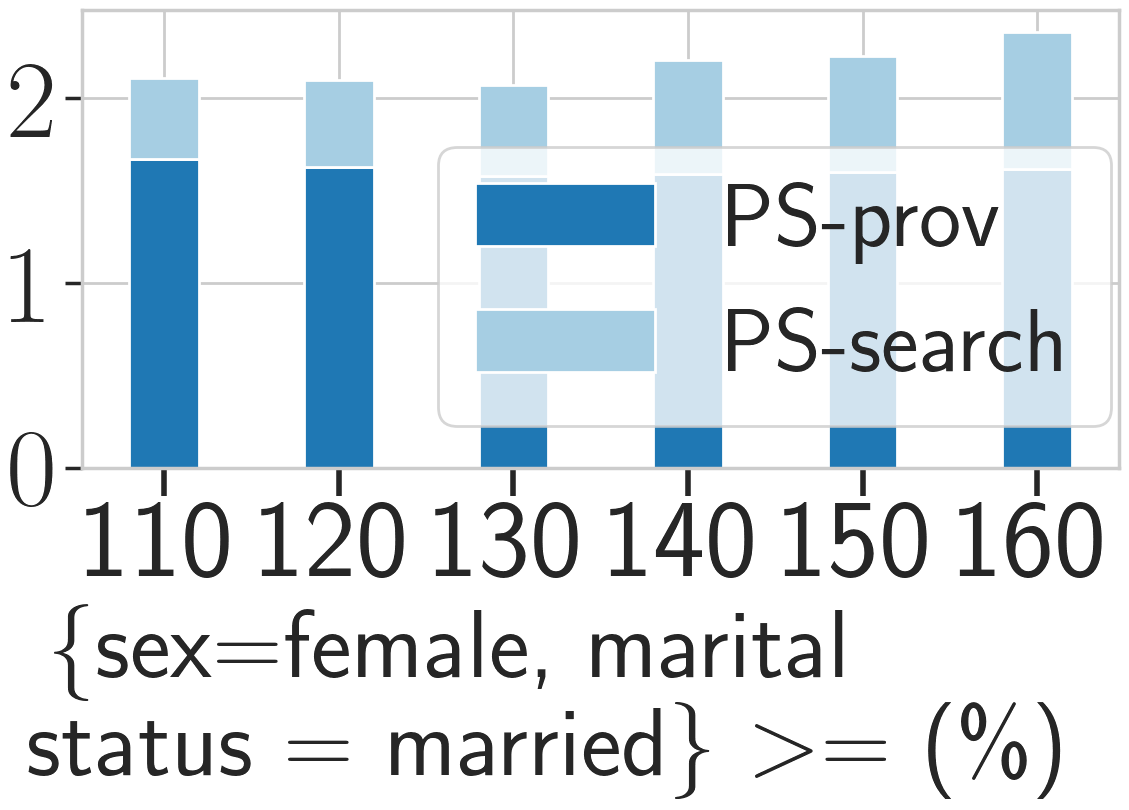 2
1
0
PS-prov
PS-search
110 120 130 140 150 160
{sex=female, marital
status = married} >= (%)